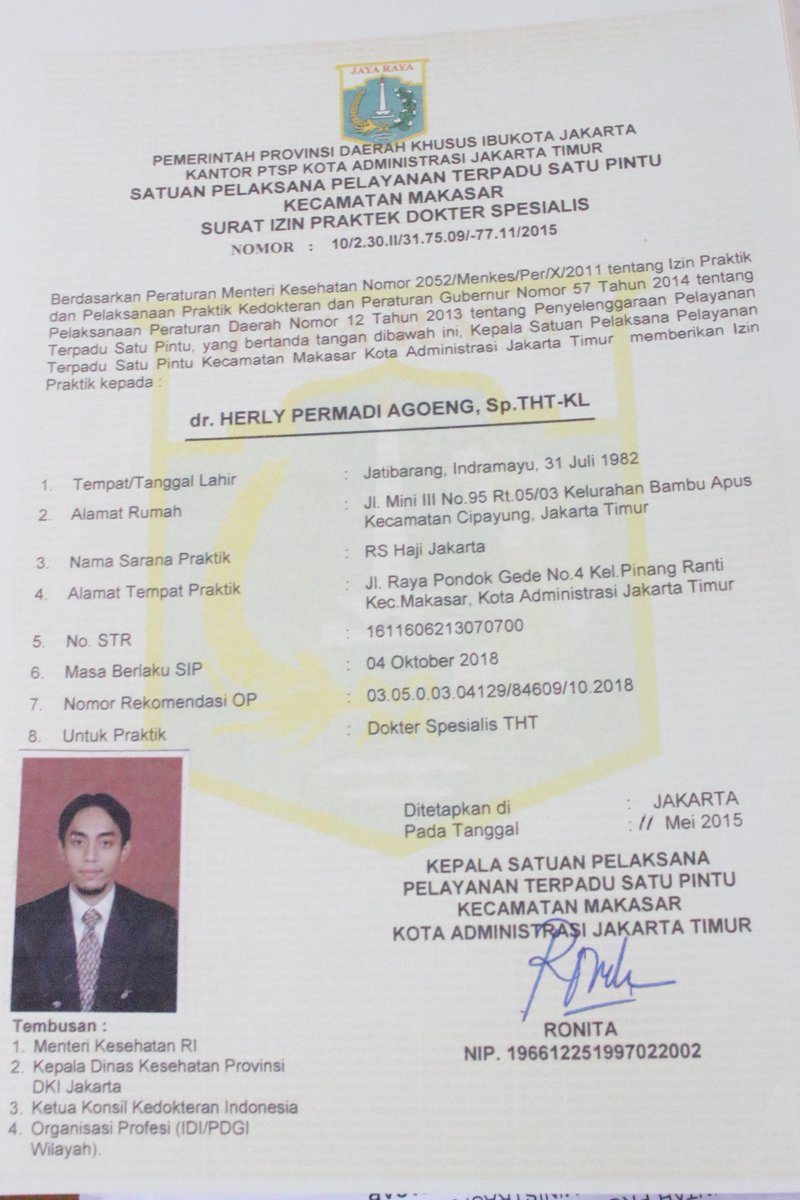 JAYA RAYA
PEMERINTAH PROVINSI DAERAH KHUSUS IBUKOTA JAKARTA
KANTOR PTSP KOTA ADMINISTRASI JAKARTA TIMUR
SATUAN PELAKSANA PELAYANAN TERPADU SATU PINTU
KECAMATAN MAKASAR
SURAT IZIN PRAKTEK DOKTER SPESIALIS
NOMOR : 10/2.30.II/31.75.09/-77.11/2015
Berdasarkan Peraturan Menteri Kesehatan Nomor 2052/Menkes/Per/X/2011 tentang Izin Praktik
dan Pelaksanaan Praktik Kedokteran dan Peraturan Gubernur Nomor 57 Tahun 2014 tentang
Pelaksanaan Peraturan Daerah Nomor 12 Tahun 2013 tentang Penyelenggaraan Pelayanan
Terpadu Satu Pintu, yang bertanda tangan dibawah ini, Kepala Satuan Pelaksana Pelayanan
Terpadu Satu Pintu Kecamatan Makasar Kota Administrasi Jakarta Timur memberikan Izin
Praktik kepada :
dr. HERLY PERMADI AGOENG, Sp.THT-KL
1. Tempat/Tanggal Lahir : Jatibarang, Indramayu, 31 Juli 1982
2. Alamat Rumah : Jl. Mini III No.95 Rt.05/03 Kelurahan Bambu Apus
Kecamatan Cipayung, Jakarta Timur
3. Nama Sarana Praktik : RS Haji Jakarta
4. Alamat Tempat Praktik : Jl. Raya Pondok Gede No.4 Kel.Pinang Ranti
Kec.Makasar, Kota Administrasi Jakarta Timur
5. No. STR : 1611606213070700
6. Masa Berlaku SIP : 04 Oktober 2018
7. Nomor Rekomendasi OP : 03.05.0.03.04129/84609/10.2018
8. Untuk Praktik : Dokter Spesialis THT
Ditetapkan di : JAKARTA
Pada Tanggal : 11 Mei 2015
KEPALA SATUAN PELAKSANA
PELAYANAN TERPADU SATU PINTU
KECAMATAN MAKASAR
KOTA ADMINISTRASI JAKARTA TIMUR
RONITA
NIP. 196612251997022002
Tembusan :
1. Menteri Kesehatan RI
2. Kepala Dinas Kesehatan Provinsi
DKI Jakarta
3. Ketua Konsil Kedokteran Indonesia
4. Organisasi Profesi (IDI/PDGI
Wilayah).